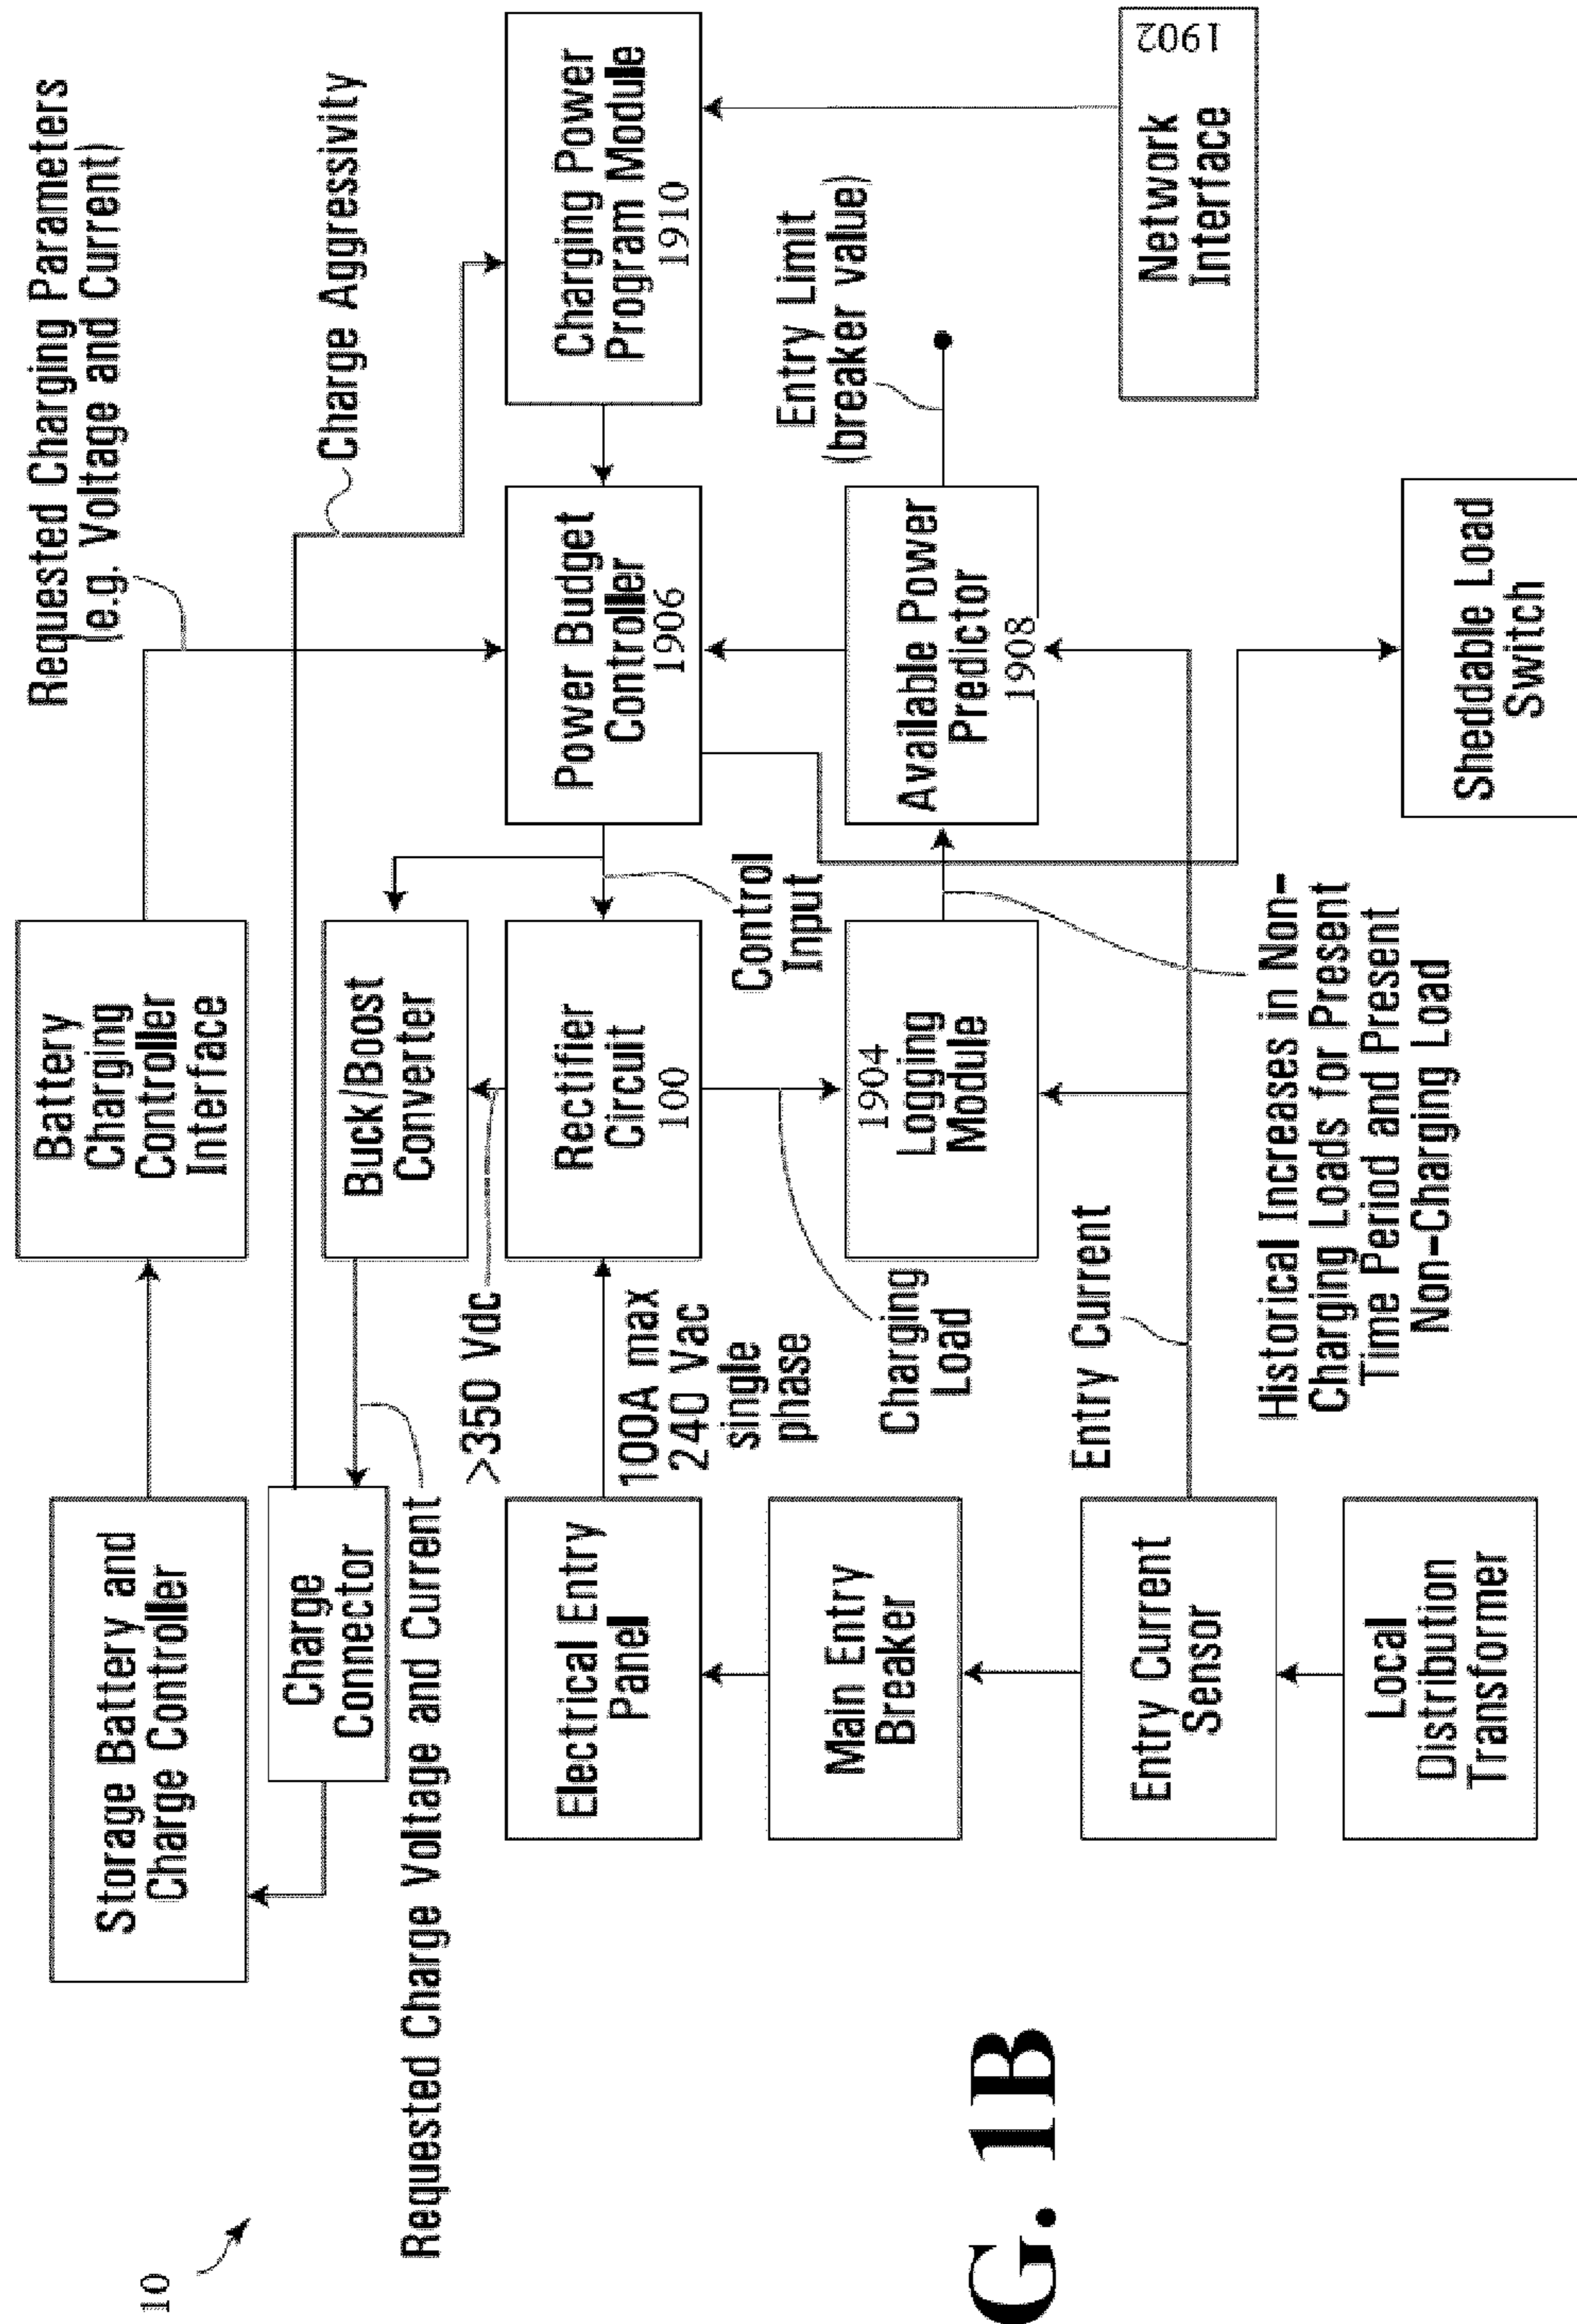 10
Storage Battery and
Charge Controller
Battery
Charging
Controller
Interface
Requested Charging Parameters
(e.g. Voltage and Current)
Charge
Connector
Charge Aggressivity
Requested Charge Voltage and Current
Buck/Boost
Converter
>350 Vdc
Electrical Entry
Panel
100A max
240 Vac
single
phase
Rectifier
Circuit
100
Control
Input
Power Budget
Controller
1906
Charging Power
Program Module
1910
Main Entry
Breaker
Charging
Load
1904
Logging
Module
Available Power
Predictor
1908
Entry Limit
(breaker value)
Entry Current
Sensor
Entry Current
Network
Interface
1902
Local
Distribution
Transformer
Historical Increases in Non-
Charging Loads for Present
Time Period and Present
Non-Charging Load
Sheddable Load
Switch
G. 1B